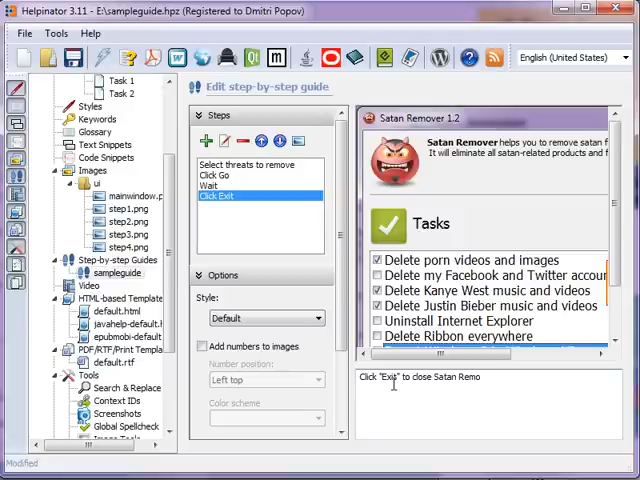 Helpinator 3.11 - E:\sampleguide.hpz (Registered to Dmitri Popov)
File Tools Help
English (United States)
Task 1
Task 2
Styles
Keywords
Glossary
Text Snippets
Code Snippets
Images
ui
mainwindow.p
step1.png
step2.png
step3.png
step4.png
Step-by-step Guides
sampleguide
Video
HTML-based Template
default.html
javahelp-default.
epubmobi-default.
PDF/RTF/Print Templa
default.rtf
Tools
Search & Replace
Context IDs
Screenshots
Global Spellcheck
Modified
Edit step-by-step guide
Steps
Select threats to remove
Click Go
Wait
Click Exit
Options
Style:
Default
Add numbers to images
Number position:
Left top
Color scheme
Satan Remover 1.2
Satan Remover helps you to remove satan f
It will eliminate all satan-related products and f
Tasks
Delete porn videos and images
Delete my Facebook and Twitter accour
Delete Kanye West music and videos
Delete Justin Bieber music and videos
Uninstall Internet Explorer
Delete Ribbon everywhere
Click "Exit" to close Satan Remo